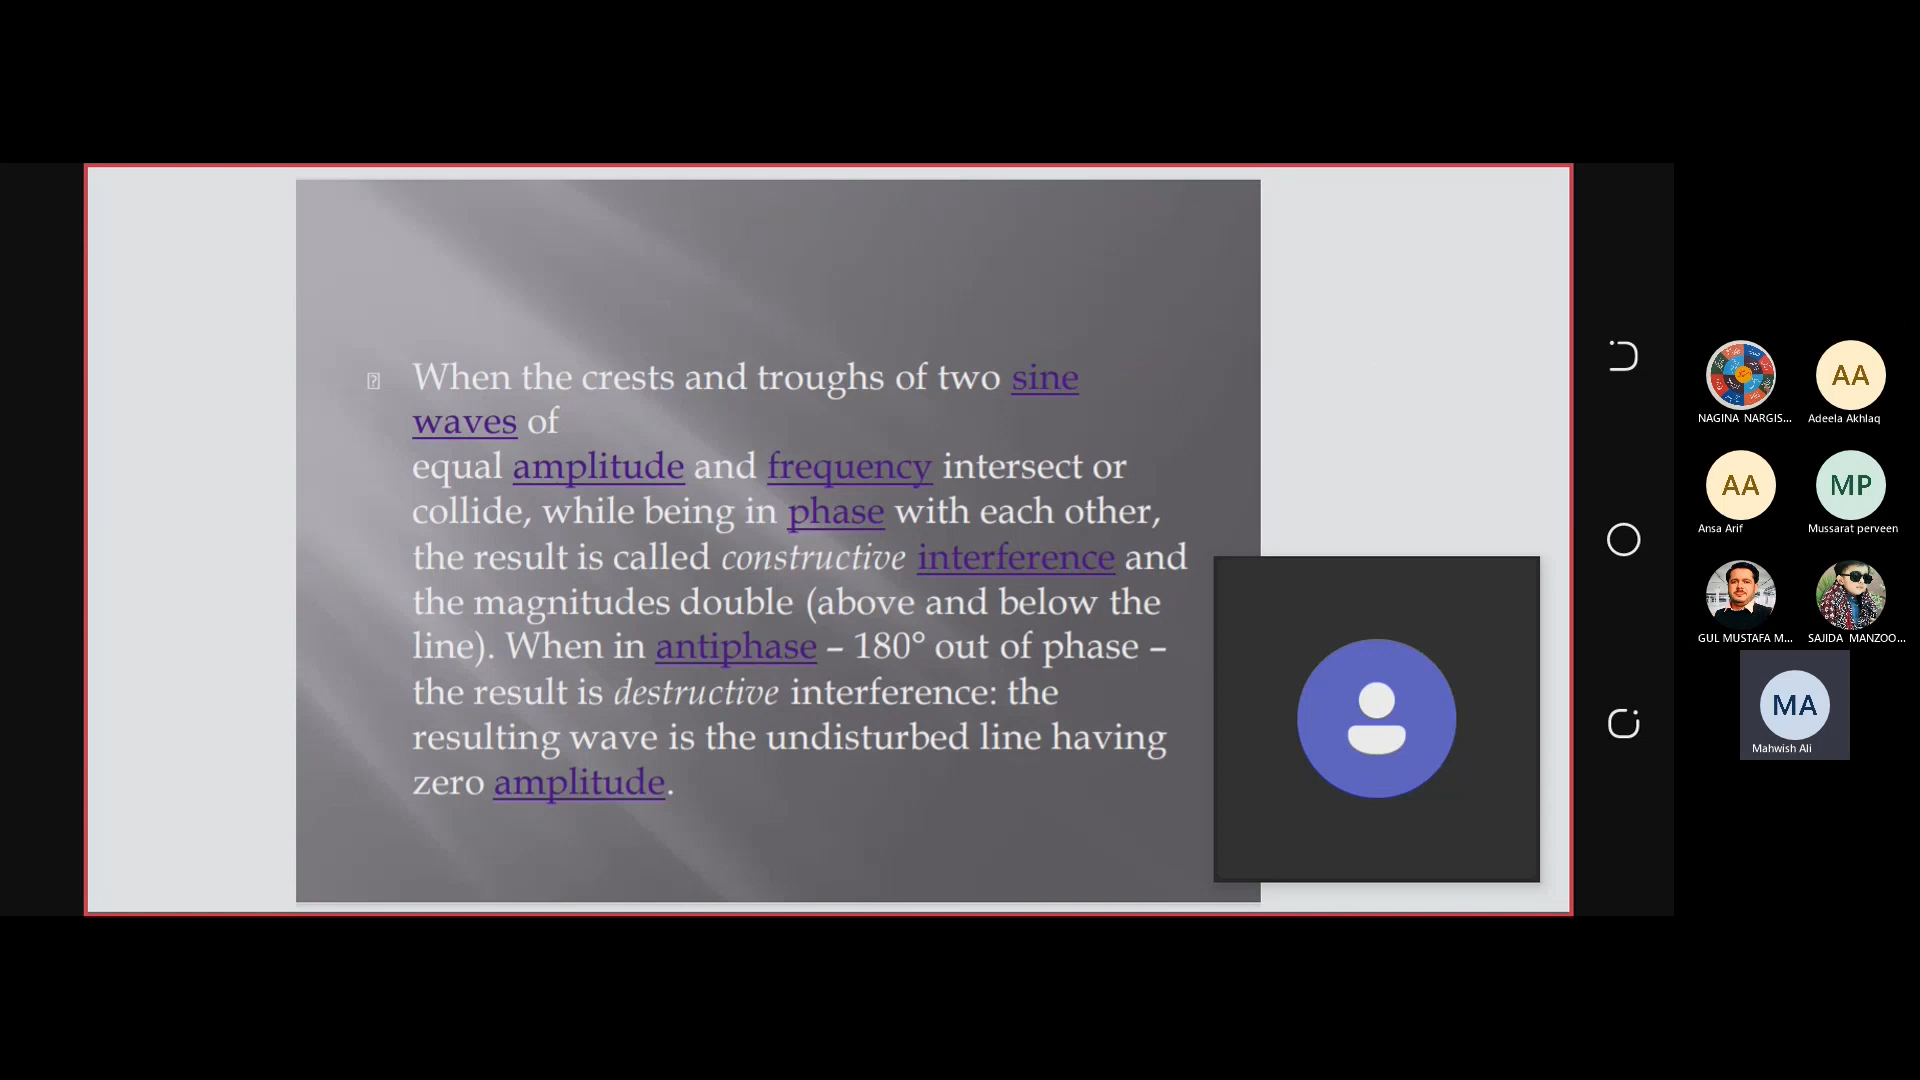 When the crests and troughs of two sine
waves of
equal amplitude and frequency intersect or
collide, while being in phase with each other,
the result is called constructive interference and
the magnitudes double (above and below the
line). When in antiphase – 180° out of phase –
the result is destructive interference: the
resulting wave is the undisturbed line having
zero amplitude.
NAGINA NARGIS...
AA
Adeela Akhlaq
AA
Ansa Arif
MP
Mussarat perveen
GUL MUSTAFA M...
SAJIDA MANZOO...
MA
Mahwish Ali